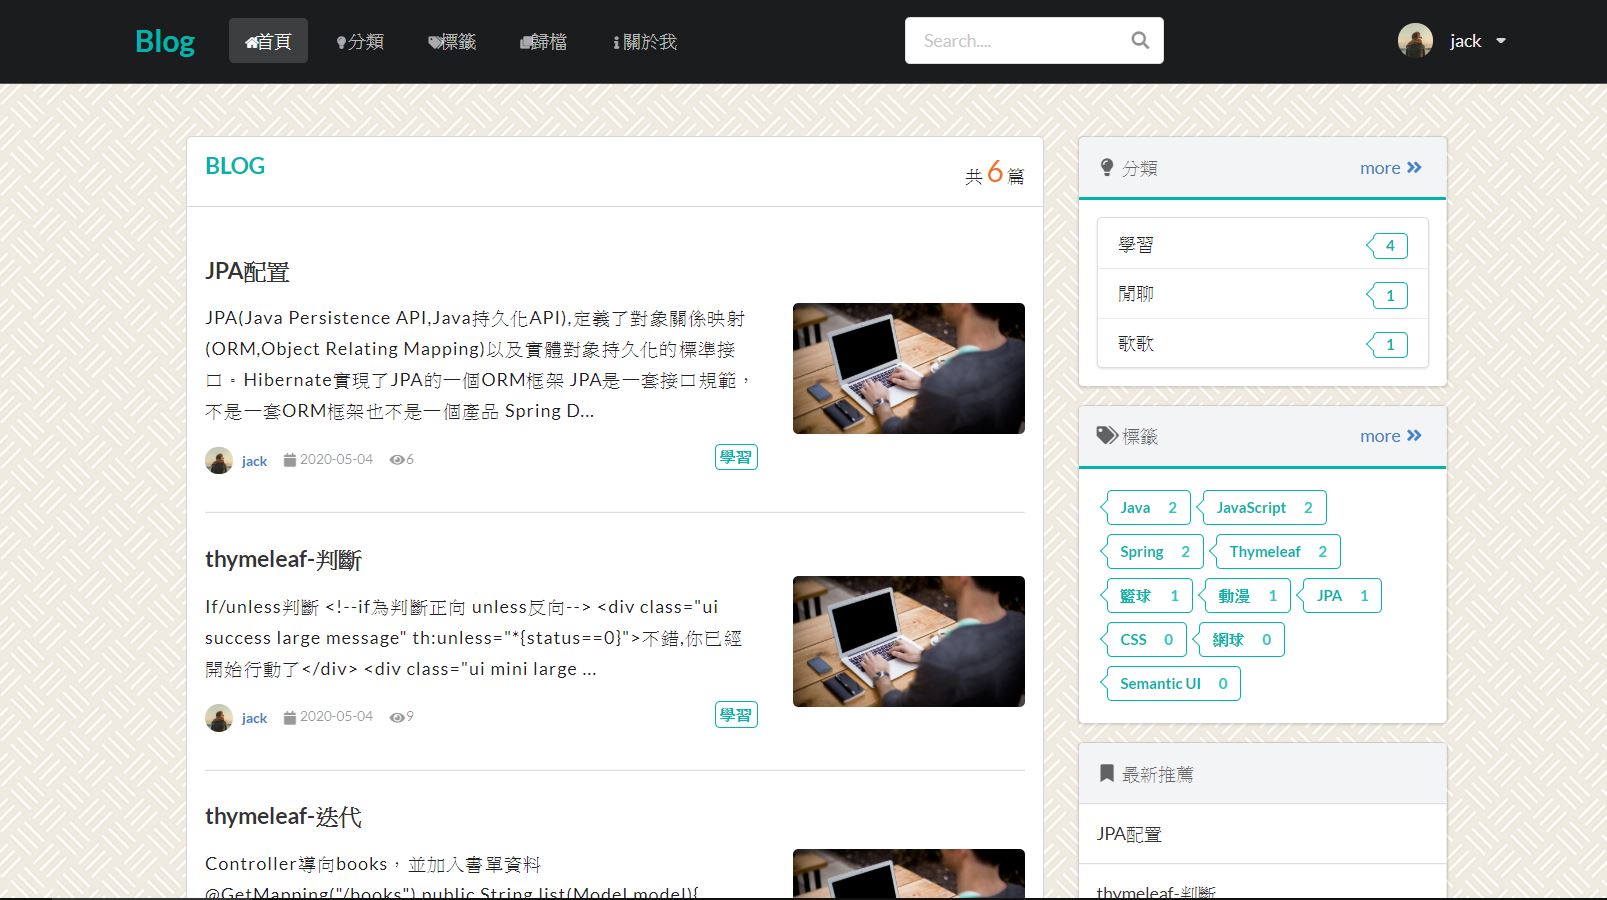 Blog
首頁
分類
標籤
歸檔
關於我
Search....
jack
BLOG
共6篇
JPA配置
JPA(Java Persistence API,Java持久化API),定義了對象關係映射
(ORM,Object Relating Mapping)以及實體對象持久化的標準接
口。Hibernate實現了JPA的一個ORM框架 JPA是一套接口規範，
不是一套ORM框架也不是一個產品 Spring D...
jack 2020-05-04 6
學習
thymeleaf-判斷
If/unless判斷 <!--if為判斷正向 unless反向--> <div class="ui
success large message" th:unless="*{status==0}">不錯,你已經
開始行動了</div> <div class="ui mini large ...
jack 2020-05-04 9
學習
thymeleaf-迭代
Controller導向books，並加入書單資料
@GetMapping("/books") public String list(Model model){
分類
more
學習 4
閒聊 1
歌歌 1
標籤
more
Java 2 JavaScript 2
Spring 2 Thymeleaf 2
籃球 1 動漫 1 JPA 1
CSS 0 網球 0
Semantic UI 0
最新推薦
JPA配置
thymeleaf-判斷